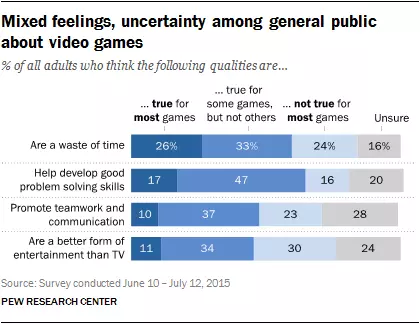 Mixed feelings, uncertainty among general public
about video games
% of all adults who think the following qualities are...
... true for
most games
... true for
some games,
but not others
... not true for
most games
Unsure
Are a waste of time
26%
33%
24%
16%
Help develop good
problem solving skills
17
47
16
20
Promote teamwork and
communication
10
37
23
28
Are a better form of
entertainment than TV
11
34
30
24
Source: Survey conducted June 10 – July 12, 2015
PEW RESEARCH CENTER